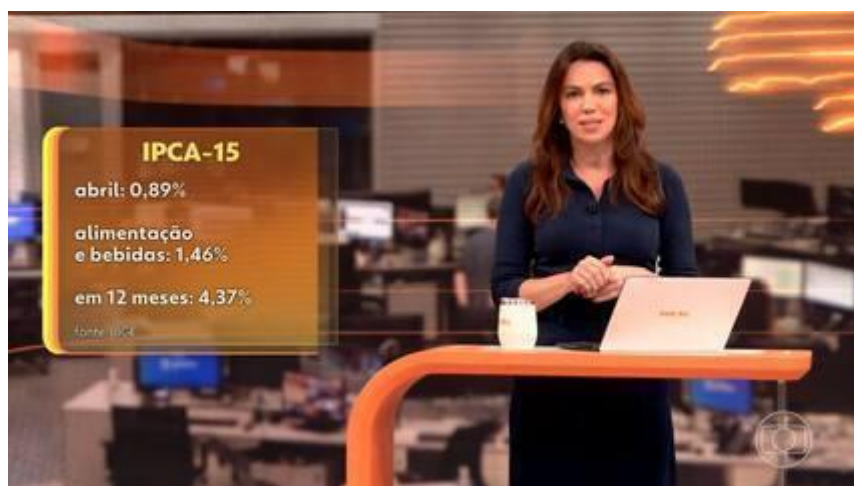 IPCA-15
abril: 0,89%
alimentação
e bebidas: 1,46%
em 12 meses: 4,37%
fonte: IBGE